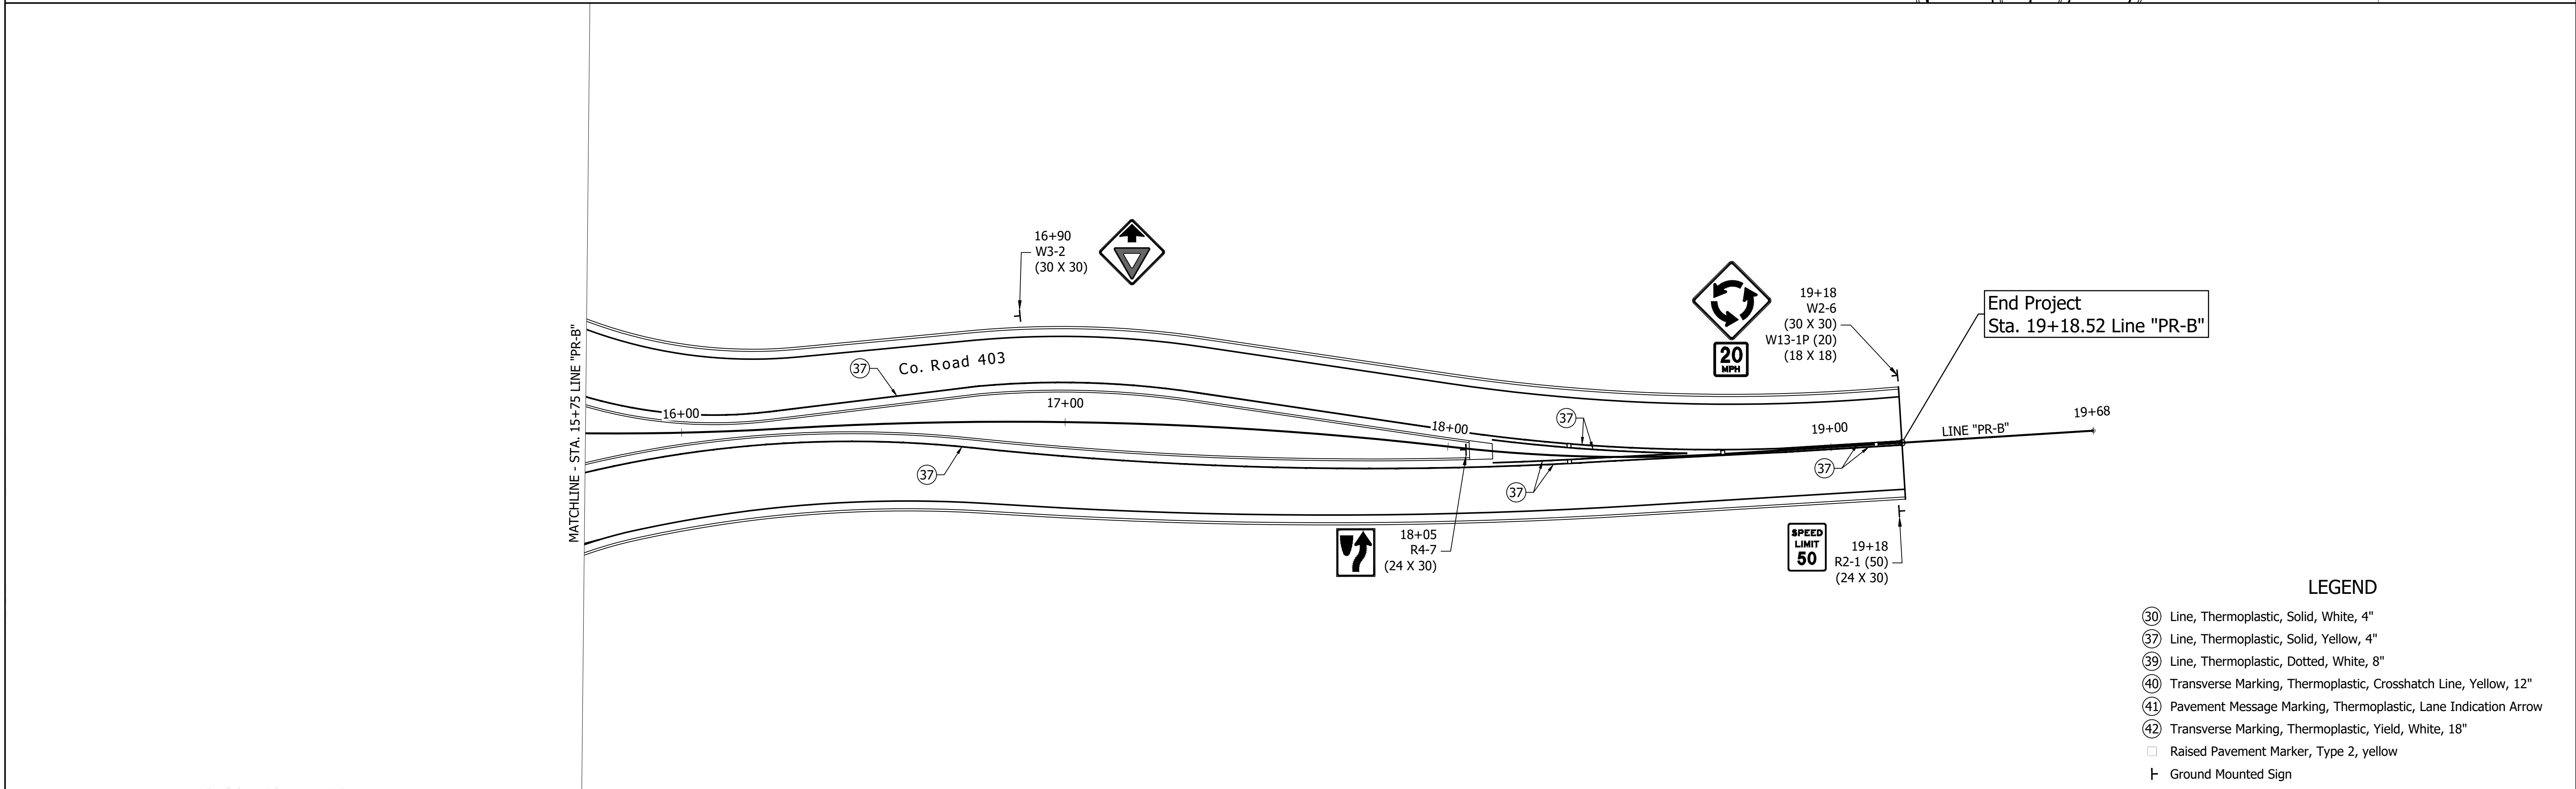 MATCHLINE - STA. 15+75 LINE "PR-B"
16+90
W3-2
(30 X 30)
37
Co. Road 403
16+00
17+00
37
18+00
37
37
18+05
R4-7
(24 X 30)
20
MPH
19+18
W2-6
(30 X 30)
W13-1P (20)
(18 X 18)
End Project
Sta. 19+18.52 Line "PR-B"
19+00
37
LINE "PR-B"
19+68
SPEED
LIMIT
50
19+18
R2-1 (50)
(24 X 30)
LEGEND
30 Line, Thermoplastic, Solid, White, 4"
37 Line, Thermoplastic, Solid, Yellow, 4"
39 Line, Thermoplastic, Dotted, White, 8"
40 Transverse Marking, Thermoplastic, Crosshatch Line, Yellow, 12"
41 Pavement Message Marking, Thermoplastic, Lane Indication Arrow
42 Transverse Marking, Thermoplastic, Yield, White, 18"
Raised Pavement Marker, Type 2, yellow
Ground Mounted Sign